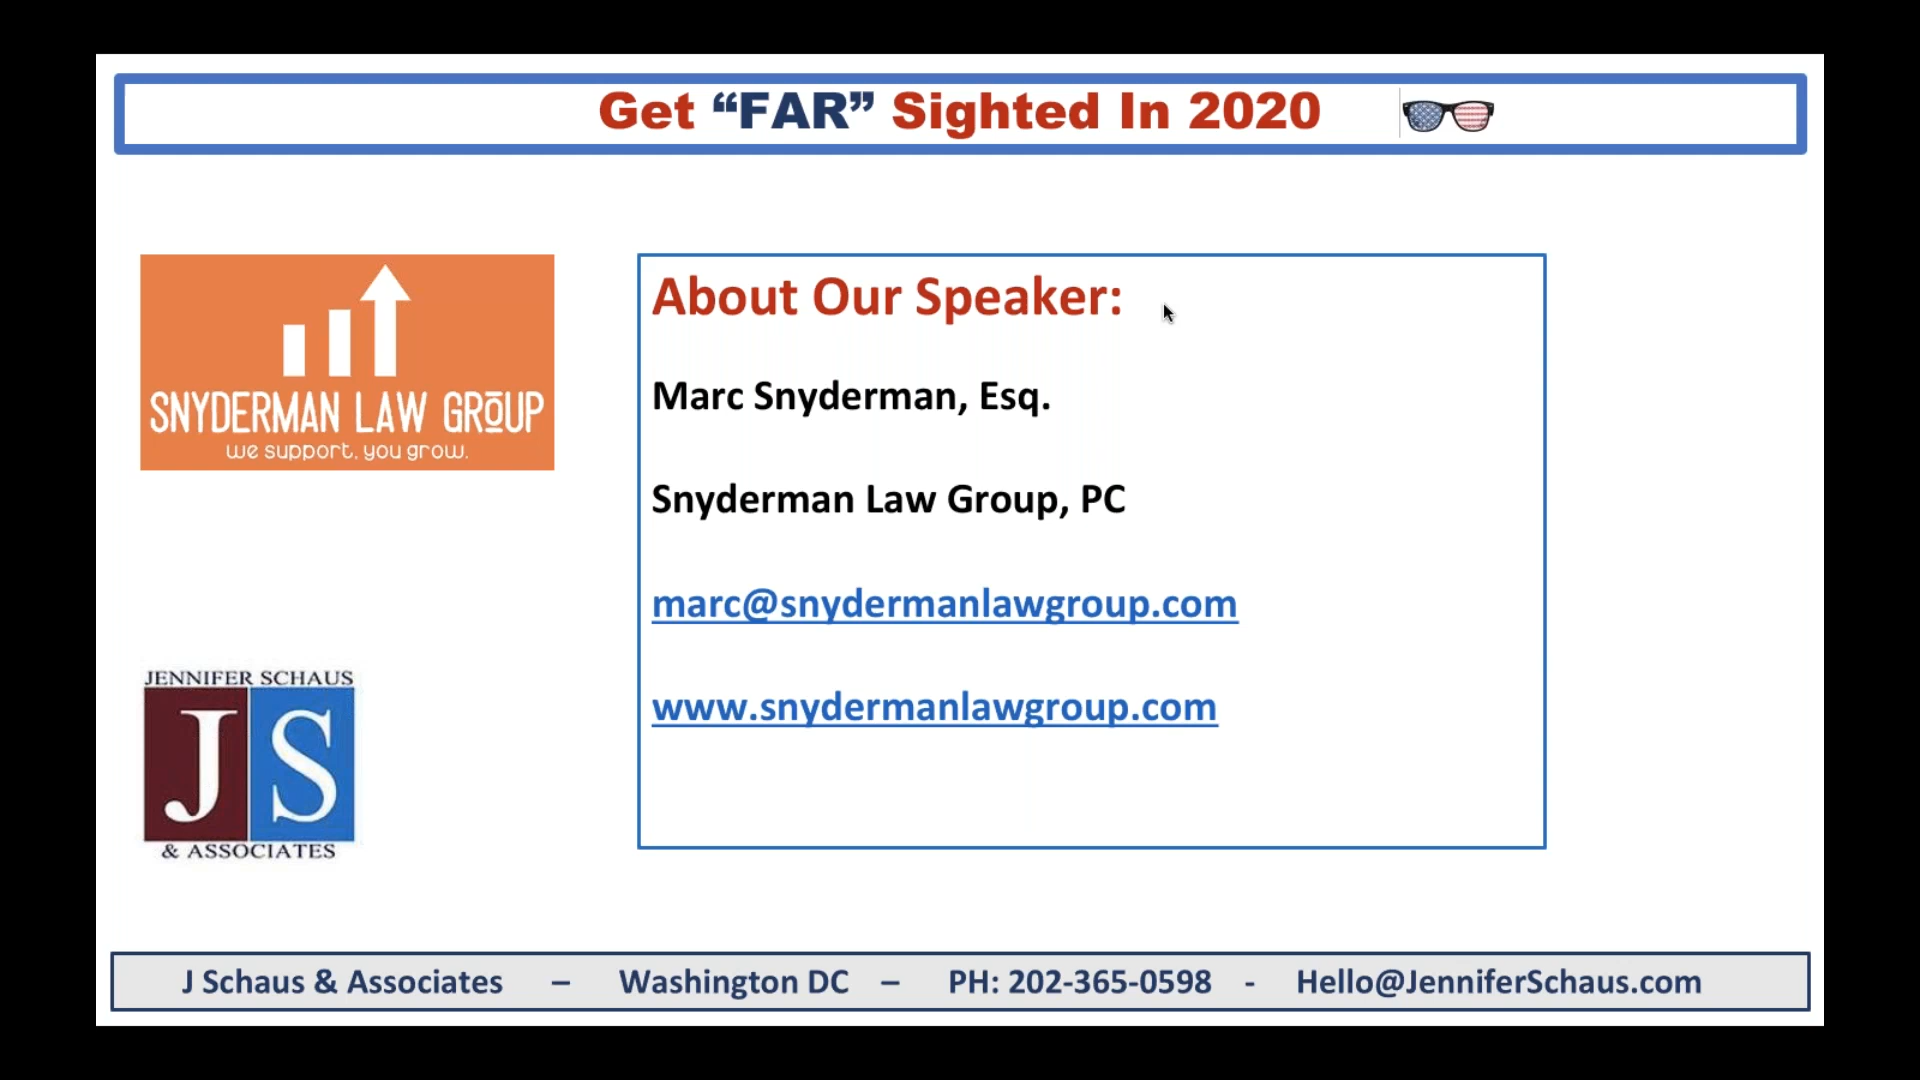 Get “FAR” Sighted In 2020
SNYDERMAN LAW GRŌUP
we support. you grow.
About Our Speaker:
Marc Snyderman, Esq.
Snyderman Law Group, PC
marc@snydermanlawgroup.com
www.snydermanlawgroup.com
JENNIFER SCHAUS
JS
& ASSOCIATES
J Schaus & Associates – Washington DC – PH: 202-365-0598 - Hello@JenniferSchaus.com